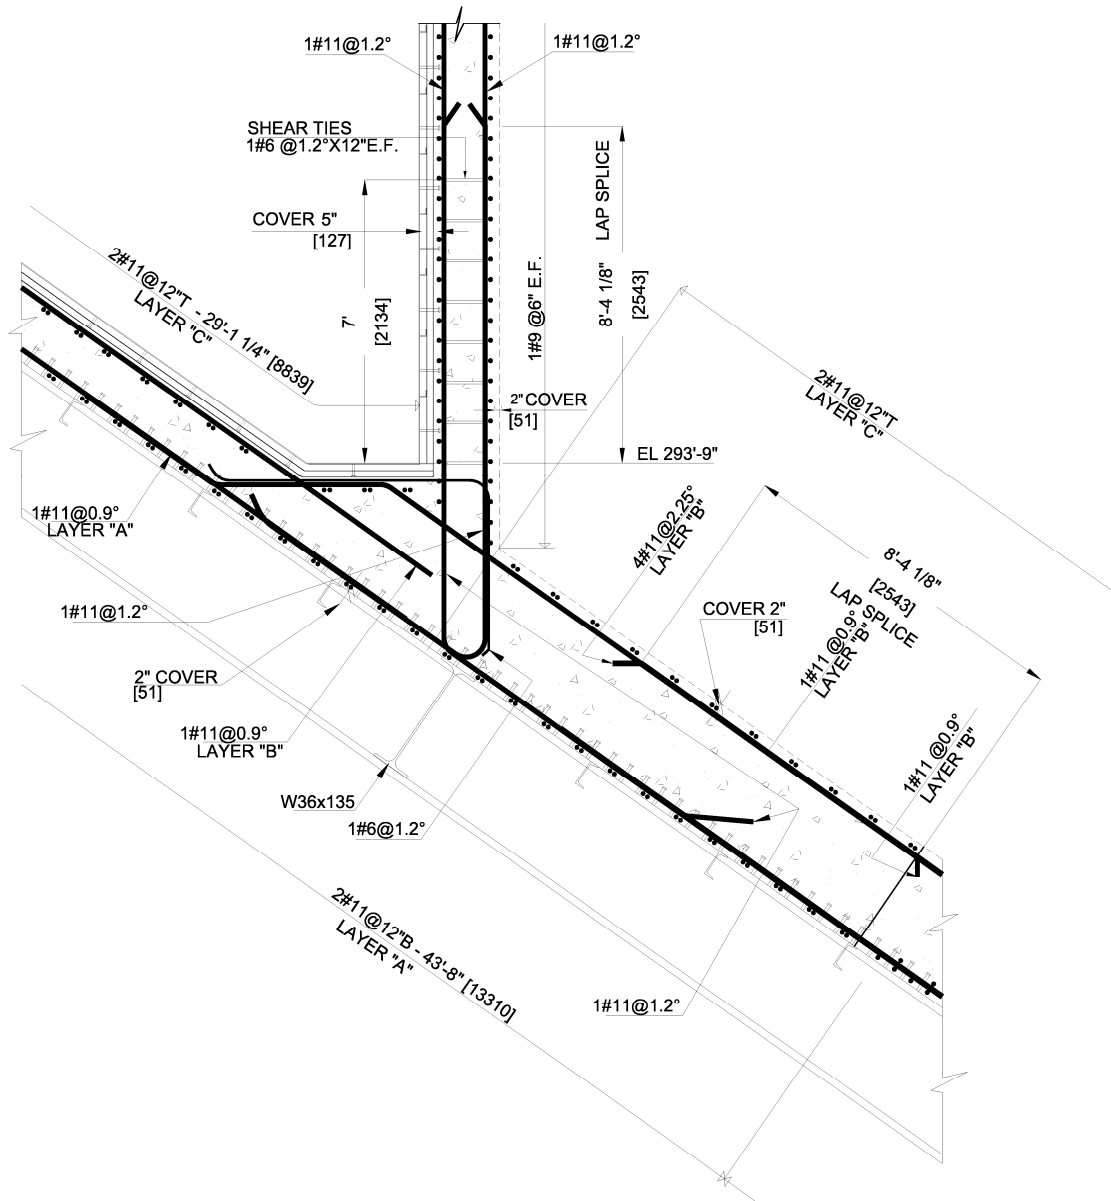 1#11@1.2°
1#11@1.2°
SHEAR TIES
1#6 @1.2°X12"E.F.
COVER 5"
[127]
7'
[2134]
8'-4 1/8" LAP SPLICE
[2543]
1#9 @6" E.F.
2#11@12"T - 29'-1 1/4" [8839]
LAYER "C"
2" COVER
[51]
EL 293'-9"
2#11@12"T
LAYER "C"
1#11@0.9°
LAYER "A"
4#11@2.25°
LAYER "B"
8'-4 1/8"
[2543]
LAP SPLICE
1#11@1.2°
COVER 2"
[51]
1#11 @0.9°
LAYER "B"
2" COVER
[51]
1#11@0.9°
LAYER "B"
1#11 @0.9°
LAYER "B"
W36x135
1#6@1.2°
2#11@12"B - 43'-8" [13310]
LAYER "A"
1#11@1.2°